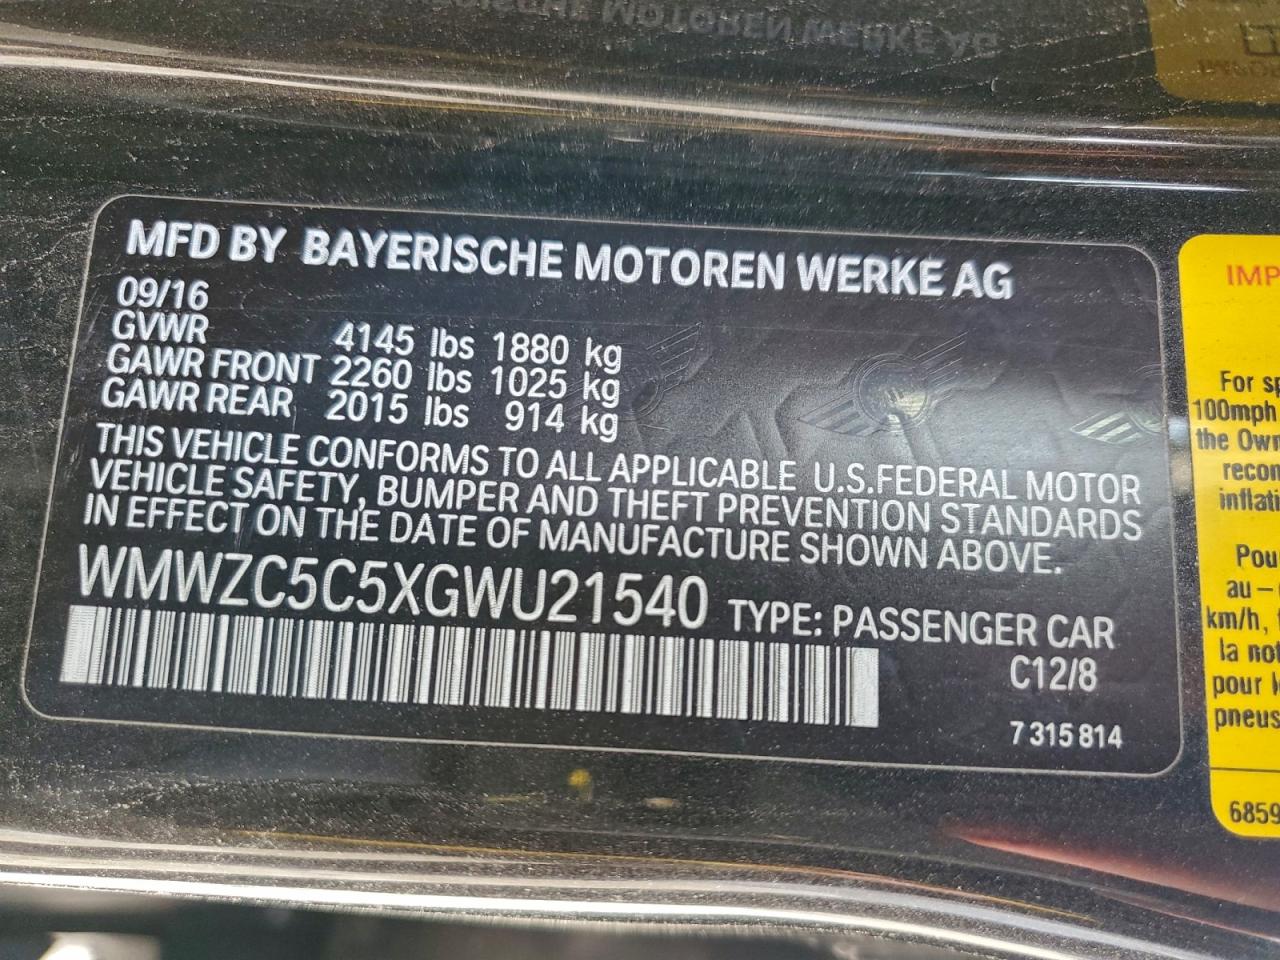 MFD BY BAYERISCHE MOTOREN WERKE AG
09/16
GVWR 4145 lbs 1880 kg
GAWR FRONT 2260 lbs 1025 kg
GAWR REAR 2015 lbs 914 kg
THIS VEHICLE CONFORMS TO ALL APPLICABLE U.S.FEDERAL MOTOR
VEHICLE SAFETY, BUMPER AND THEFT PREVENTION STANDARDS
IN EFFECT ON THE DATE OF MANUFACTURE SHOWN ABOVE.
WMWZC5C5XGWU21540 TYPE: PASSENGER CAR
C12/8
7 315 814
IMP
For sp
100mph
the Own
recom
inflati
Pou
au –
km/h,
la not
pour l
pneus
6859